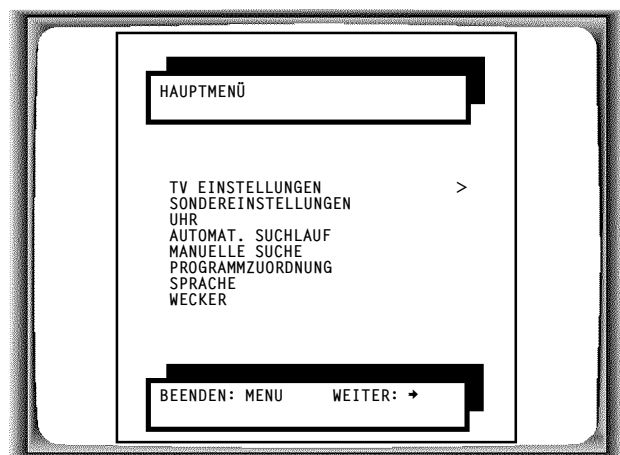 HAUPTMENÜ
TV EINSTELLUNGEN >
SONDEREINSTELLUNGEN
UHR
AUTOMAT. SUCHLAUF
MANUELLE SUCHE
PROGRAMMZUORDNUNG
SPRACHE
WECKER
BEENDEN: MENU WEITER: ➔